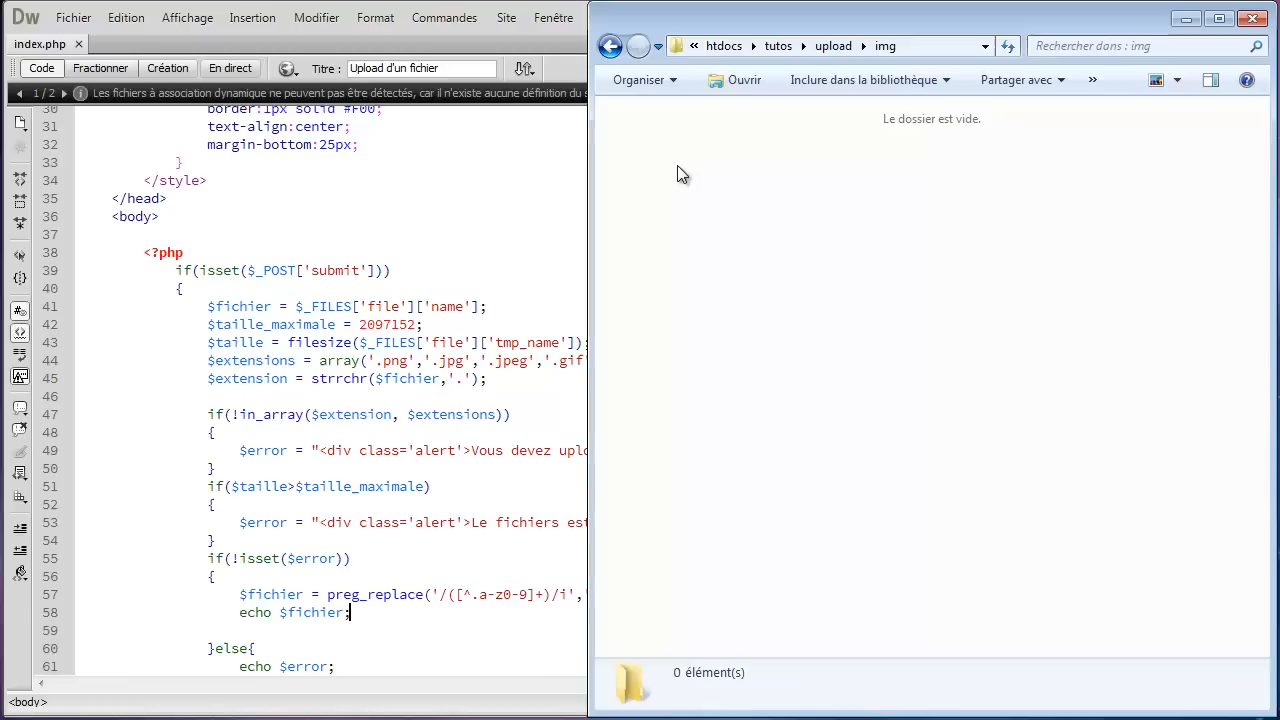 Dw Fichier Edition Affichage Insertion Modifier Format Commandes Site Fenêtre
index.php
Code Fractionner Création En direct Titre : Upload d'un fichier
1 / 2 Les fichiers à association dynamique ne peuvent pas être détectés, car il n'existe aucune définition du s
30 border:1px solid #F00;
31 text-align:center;
32 margin-bottom:25px;
33 }
34 </style>
35 </head>
36 <body>
37
38 <?php
39 if(isset($_POST['submit']))
40 {
41 $fichier = $_FILES['file']['name'];
42 $taille_maximale = 2097152;
43 $taille = filesize($_FILES['file']['tmp_name']);
44 $extensions = array('.png','.jpg','.jpeg','.gif'
45 $extension = strrchr($fichier,'.');
46
47 if(!in_array($extension, $extensions))
48 {
49 $error = "<div class='alert'>Vous devez uplo
50 }
51 if($taille>$taille_maximale)
52 {
53 $error = "<div class='alert'>Le fichiers est
54 }
55 if(!isset($error))
56 {
57 $fichier = preg_replace('/([^.a-z0-9]+)/i','
58 echo $fichier;
59
60 }else{
61 echo $error;
<body>
htdocs tutos upload img
Rechercher dans : img
Organiser Ouvrir Inclure dans la bibliothèque Partager avec »
Le dossier est vide.
0 élément(s)